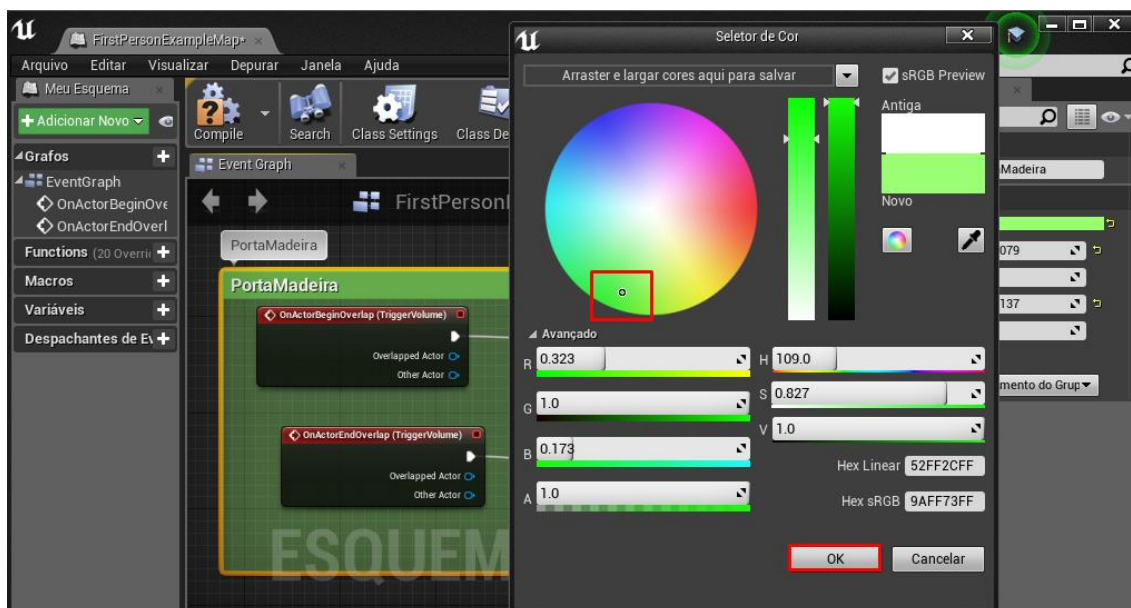 FirstPersonExampleMap*
Arquivo Editar Visualizar Depurar Janela Ajuda
Meu Esquema
Adicionar Novo
Grafos
EventGraph
OnActorBeginOve
OnActorEndOverl
Functions (20 Overri
Macros
Variáveis
Despachantes de Ev
Compile
Search
Class Settings
Class De
Event Graph
FirstPerson
PortaMadeira
PortaMadeira
OnActorBeginOverlap (TriggerVolume)
Overlapped Actor
Other Actor
OnActorEndOverlap (TriggerVolume)
Overlapped Actor
Other Actor
ESQUEM
Seletor de Cor
Arraster e largar cores aqui para salvar
sRGB Preview
Antiga
Novo
Avançado
R 0.323
G 1.0
B 0.173
A 1.0
H 109.0
S 0.827
V 1.0
Hex Linear 52FF2CFF
Hex sRGB 9AFF73FF
OK
Cancelar
Madeira
079
137
mento do Grup